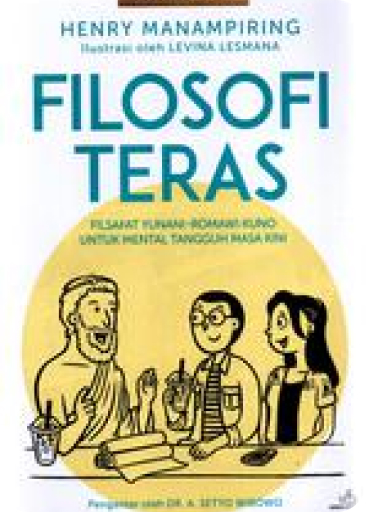 HENRY MANAMPIRING
Ilustrasi oleh LEVINA LESMANA
FILOSOFI
TERAS
FILSAFAT YUNANI-ROMAWI KUNO
UNTUK MENTAL TANGGUH MASA KINI
Pengantar oleh DR. A. SETYO WIBOWO